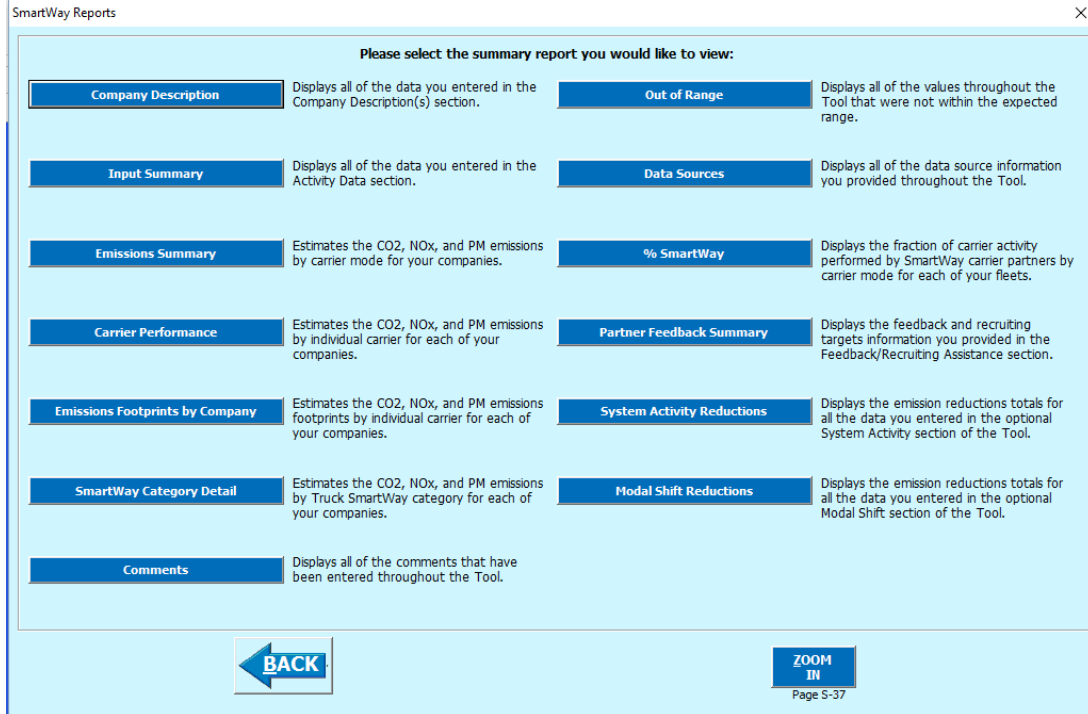 SmartWay Reports
Please select the summary report you would like to view:
Company Description
Displays all of the data you entered in the
Company Description(s) section.
Out of Range
Displays all of the values throughout the
Tool that were not within the expected
range.
Input Summary
Displays all of the data you entered in the
Activity Data section.
Data Sources
Displays all of the data source information
you provided throughout the Tool.
Emissions Summary
Estimates the CO2, NOx, and PM emissions
by carrier mode for your companies.
% SmartWay
Displays the fraction of carrier activity
performed by SmartWay carrier partners by
carrier mode for each of your fleets.
Carrier Performance
Estimates the CO2, NOx, and PM emissions
by individual carrier for each of your
companies.
Partner Feedback Summary
Displays the feedback and recruiting
targets information you provided in the
Feedback/Recruiting Assistance section.
Emissions Footprints by Company
Estimates the CO2, NOx, and PM emissions
footprints by individual carrier for each of
your companies.
System Activity Reductions
Displays the emission reductions totals for
all the data you entered in the optional
System Activity section of the Tool.
SmartWay Category Detail
Estimates the CO2, NOx, and PM emissions
by Truck SmartWay category for each of
your companies.
Modal Shift Reductions
Displays the emission reductions totals for
all the data you entered in the optional
Modal Shift section of the Tool.
Comments
Displays all of the comments that have
been entered throughout the Tool.
BACK
ZOOM
IN
Page S-37